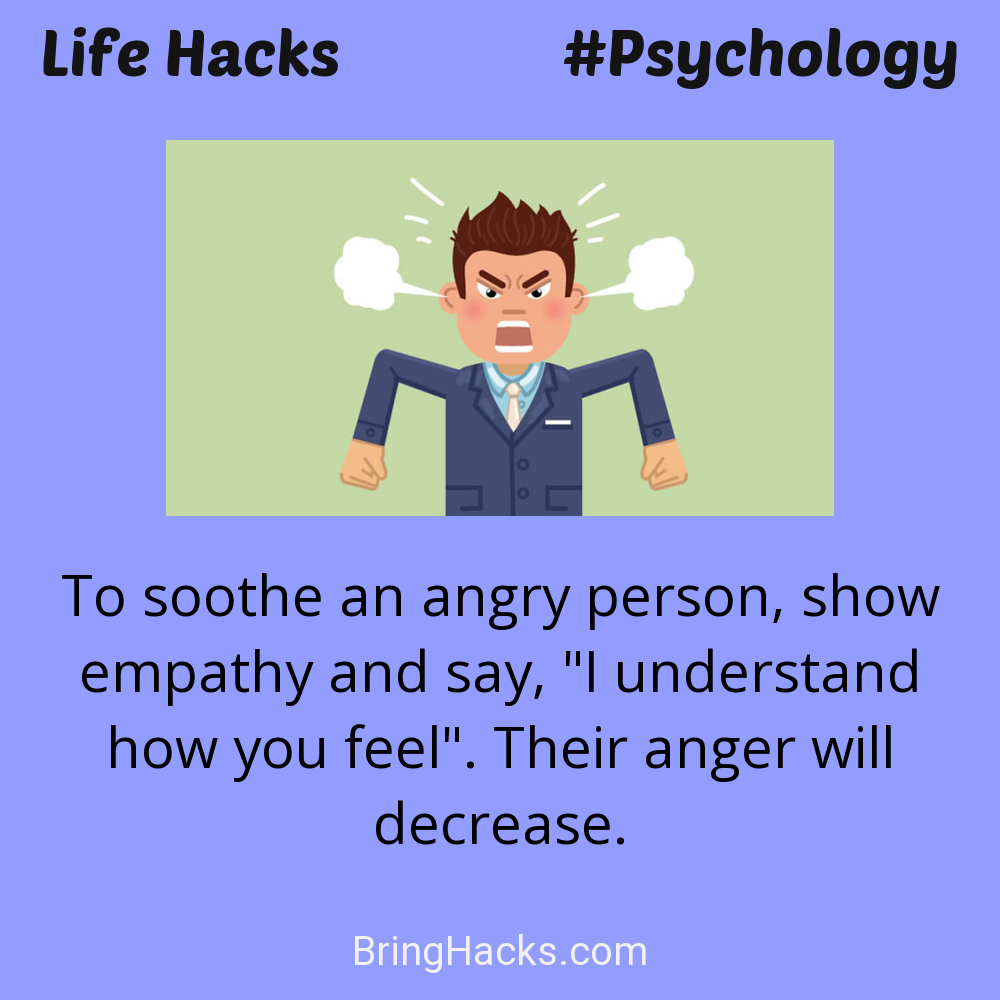 Life Hacks #Psychology
To soothe an angry person, show
empathy and say, "I understand
how you feel". Their anger will
decrease.
BringHacks.com